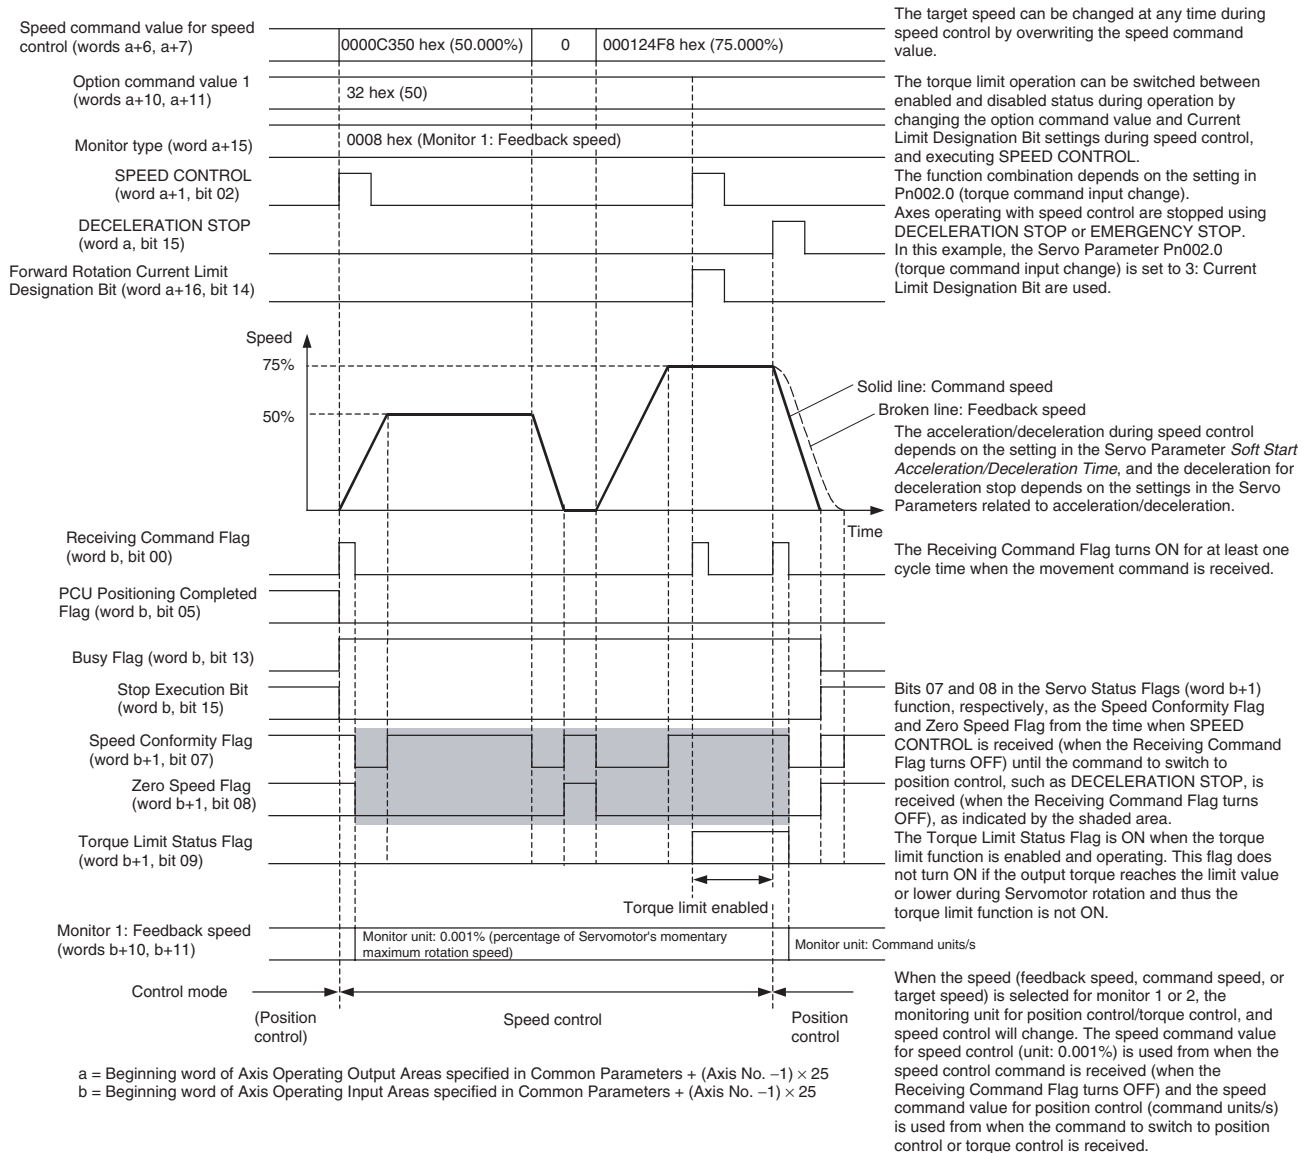 Speed command value for speed
control (words a+6, a+7)
0000C350 hex (50.000%)
0
000124F8 hex (75.000%)
The target speed can be changed at any time during
speed control by overwriting the speed command
value.
Option command value 1
(words a+10, a+11)
32 hex (50)
The torque limit operation can be switched between
enabled and disabled status during operation by
changing the option command value and Current
Limit Designation Bit settings during speed control,
and executing SPEED CONTROL.
The function combination depends on the setting in
Pn002.0 (torque command input change).
Axes operating with speed control are stopped using
DECELERATION STOP or EMERGENCY STOP.
In this example, the Servo Parameter Pn002.0
(torque command input change) is set to 3: Current
Limit Designation Bit are used.
Monitor type (word a+15)
0008 hex (Monitor 1: Feedback speed)
SPEED CONTROL
(word a+1, bit 02)
DECELERATION STOP
(word a, bit 15)
Forward Rotation Current Limit
Designation Bit (word a+16, bit 14)
Speed
75%
50%
Time
Solid line: Command speed
Broken line: Feedback speed
The acceleration/deceleration during speed control
depends on the setting in the Servo Parameter Soft Start
Acceleration/Deceleration Time, and the deceleration for
deceleration stop depends on the settings in the Servo
Parameters related to acceleration/deceleration.
Receiving Command Flag
(word b, bit 00)
The Receiving Command Flag turns ON for at least one
cycle time when the movement command is received.
PCU Positioning Completed
Flag (word b, bit 05)
Busy Flag (word b, bit 13)
Stop Execution Bit
(word b, bit 15)
Speed Conformity Flag
(word b+1, bit 07)
Zero Speed Flag
(word b+1, bit 08)
Bits 07 and 08 in the Servo Status Flags (word b+1)
function, respectively, as the Speed Conformity Flag
and Zero Speed Flag from the time when SPEED
CONTROL is received (when the Receiving Command
Flag turns OFF) until the command to switch to
position control, such as DECELERATION STOP, is
received (when the Receiving Command Flag turns
OFF), as indicated by the shaded area.
The Torque Limit Status Flag is ON when the torque
limit function is enabled and operating. This flag does
not turn ON if the output torque reaches the limit value
or lower during Servomotor rotation and thus the
torque limit function is not ON.
Torque Limit Status Flag
(word b+1, bit 09)
Torque limit enabled
Monitor 1: Feedback speed
(words b+10, b+11)
Monitor unit: 0.001% (percentage of Servomotor's momentary
maximum rotation speed)
Monitor unit: Command units/s
Control mode
(Position
control)
Speed control
Position
control
When the speed (feedback speed, command speed, or
target speed) is selected for monitor 1 or 2, the
monitoring unit for position control/torque control, and
speed control will change. The speed command value
for speed control (unit: 0.001%) is used from when the
speed control command is received (when the
Receiving Command Flag turns OFF) and the speed
command value for position control (command units/s)
is used from when the command to switch to position
control or torque control is received.
a = Beginning word of Axis Operating Output Areas specified in Common Parameters + (Axis No. −1) × 25
b = Beginning word of Axis Operating Input Areas specified in Common Parameters + (Axis No. −1) × 25